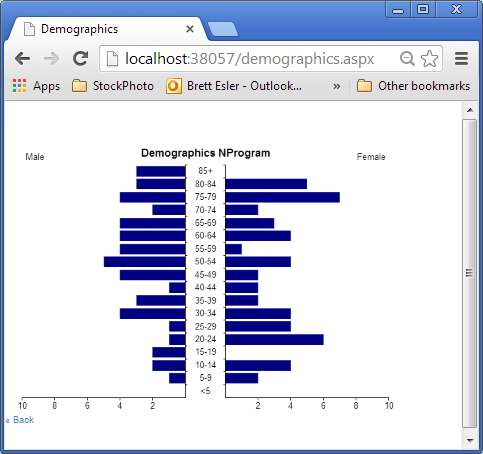 Demographics
localhost:38057/demographics.aspx
Apps StockPhoto Brett Esler - Outlook... » Other bookmarks
Demographics NProgram
Male Female
85+
80-84
75-79
70-74
65-69
60-64
55-59
50-54
45-49
40-44
35-39
30-34
25-29
20-24
15-19
10-14
5-9
<5
10 8 6 4 2 2 4 6 8 10
« Back